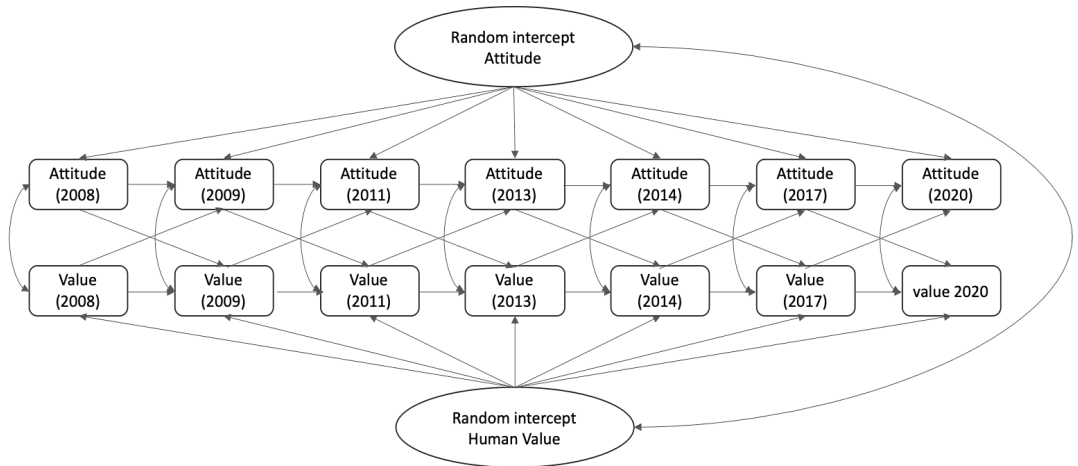 Random intercept
Attitude
Attitude
(2008)
Attitude
(2009)
Attitude
(2011)
Attitude
(2013)
Attitude
(2014)
Attitude
(2017)
Attitude
(2020)
Value
(2008)
Value
(2009)
Value
(2011)
Value
(2013)
Value
(2014)
Value
(2017)
value 2020
Random intercept
Human Value